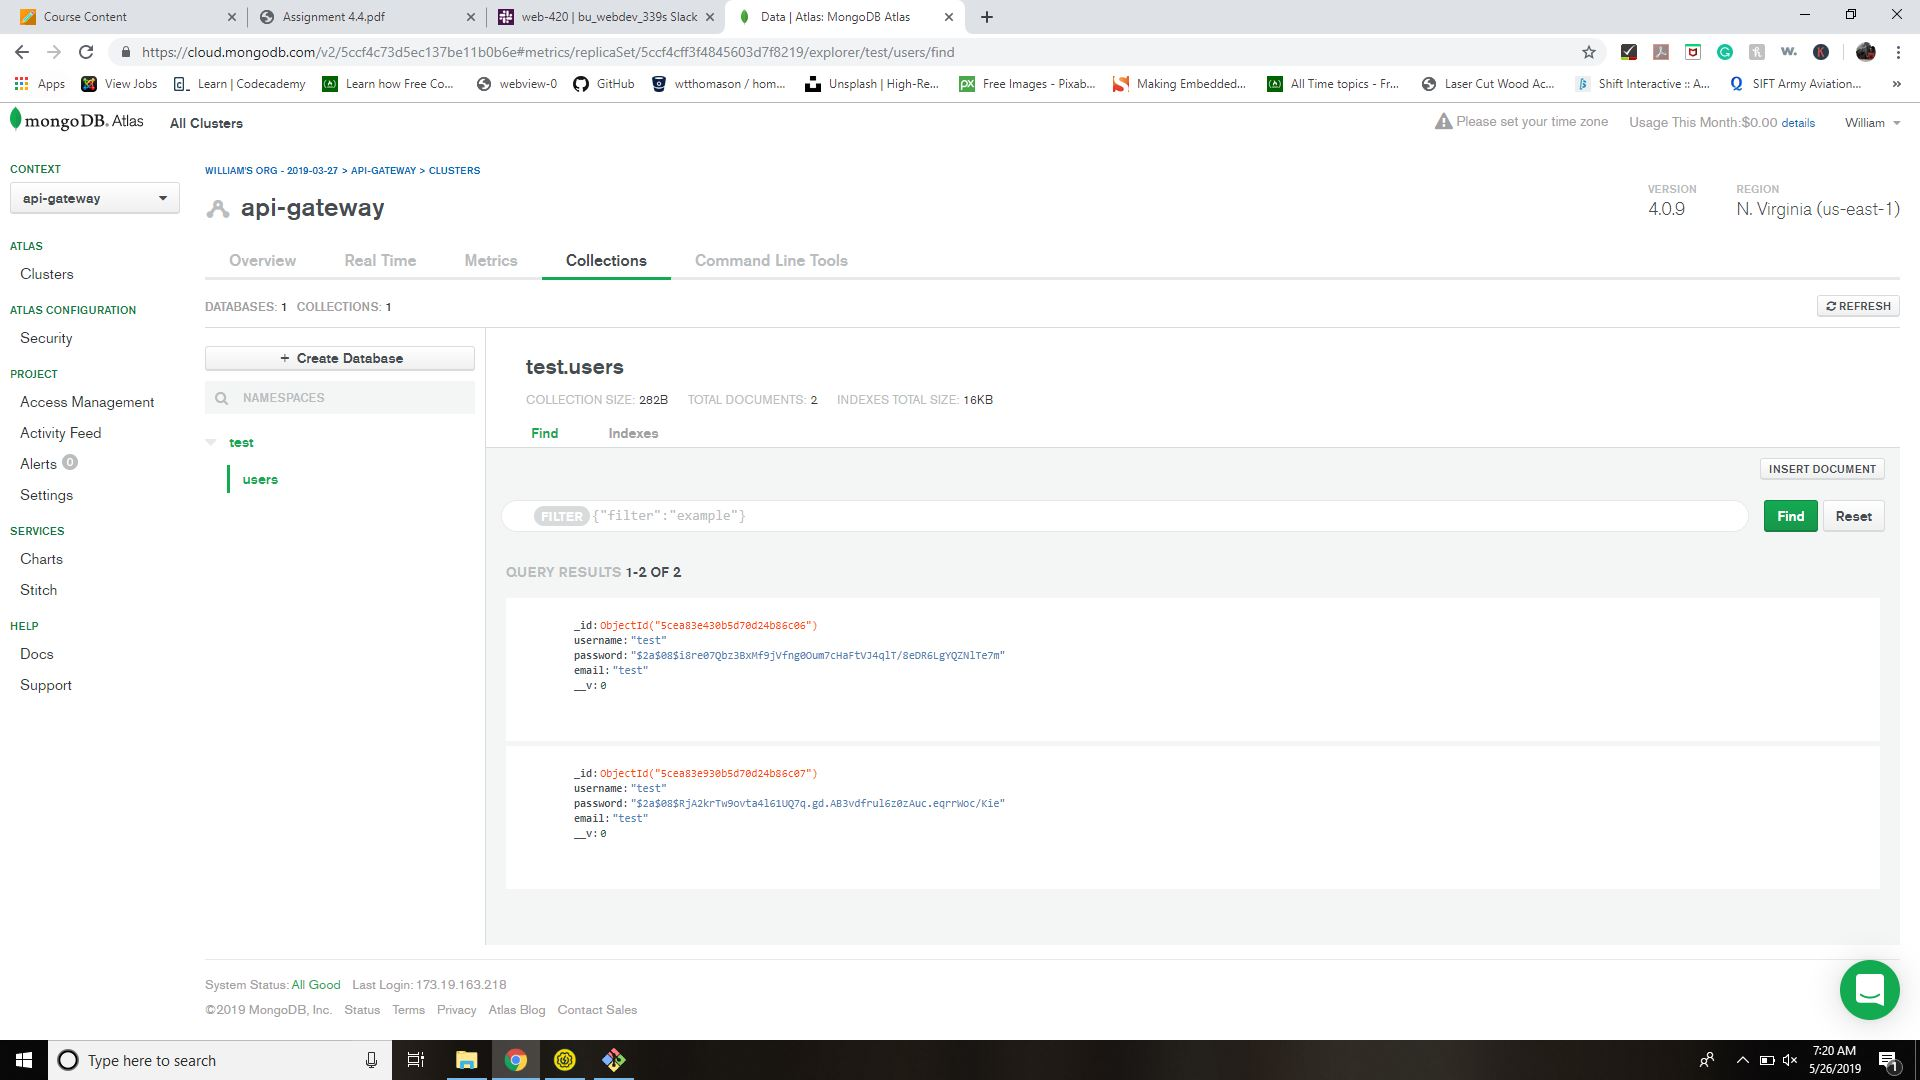 Course Content
Assignment 4.4.pdf
web-420 | bu_webdev_339s Slack
Data | Atlas: MongoDB Atlas
https://cloud.mongodb.com/v2/5ccf4c73d5ec137be11b0b6e#metrics/replicaSet/5ccf4cff3f4845603d7f8219/explorer/test/users/find
Apps
View Jobs
Learn | Codecademy
Learn how Free Co...
webview-0
GitHub
wtthomason / hom...
Unsplash | High-Re...
Free Images - Pixab...
Making Embedded...
All Time topics - Fr...
Laser Cut Wood Ac...
Shift Interactive :: A...
SIFT Army Aviation...
mongoDB. Atlas
All Clusters
Please set your time zone
Usage This Month:$0.00 details
William
CONTEXT
api-gateway
ATLAS
Clusters
ATLAS CONFIGURATION
Security
PROJECT
Access Management
Activity Feed
Alerts 0
Settings
SERVICES
Charts
Stitch
HELP
Docs
Support
WILLIAM'S ORG - 2019-03-27 > API-GATEWAY > CLUSTERS
api-gateway
VERSION
4.0.9
REGION
N. Virginia (us-east-1)
Overview
Real Time
Metrics
Collections
Command Line Tools
DATABASES: 1 COLLECTIONS: 1
REFRESH
+ Create Database
NAMESPACES
test
users
test.users
COLLECTION SIZE: 282B TOTAL DOCUMENTS: 2 INDEXES TOTAL SIZE: 16KB
Find
Indexes
INSERT DOCUMENT
FILTER {"filter":"example"}
Find
Reset
QUERY RESULTS 1-2 OF 2
_id: ObjectId("5cea83e430b5d70d24b86c06")
username: "test"
password: "$2a$08$i8re07Qbz3BxMf9jVfng0Oum7cHaFtVJ4qlT/8eDR6LgYQZNlTe7m"
email: "test"
__v: 0
_id: ObjectId("5cea83e930b5d70d24b86c07")
username: "test"
password: "$2a$08$RjA2krTw9ovta4l61UQ7q.gd.AB3vdfrul6z0zAuc.eqrrWoc/Kie"
email: "test"
__v: 0
System Status: All Good Last Login: 173.19.163.218
©2019 MongoDB, Inc. Status Terms Privacy Atlas Blog Contact Sales
Type here to search
7:20 AM
5/26/2019
1